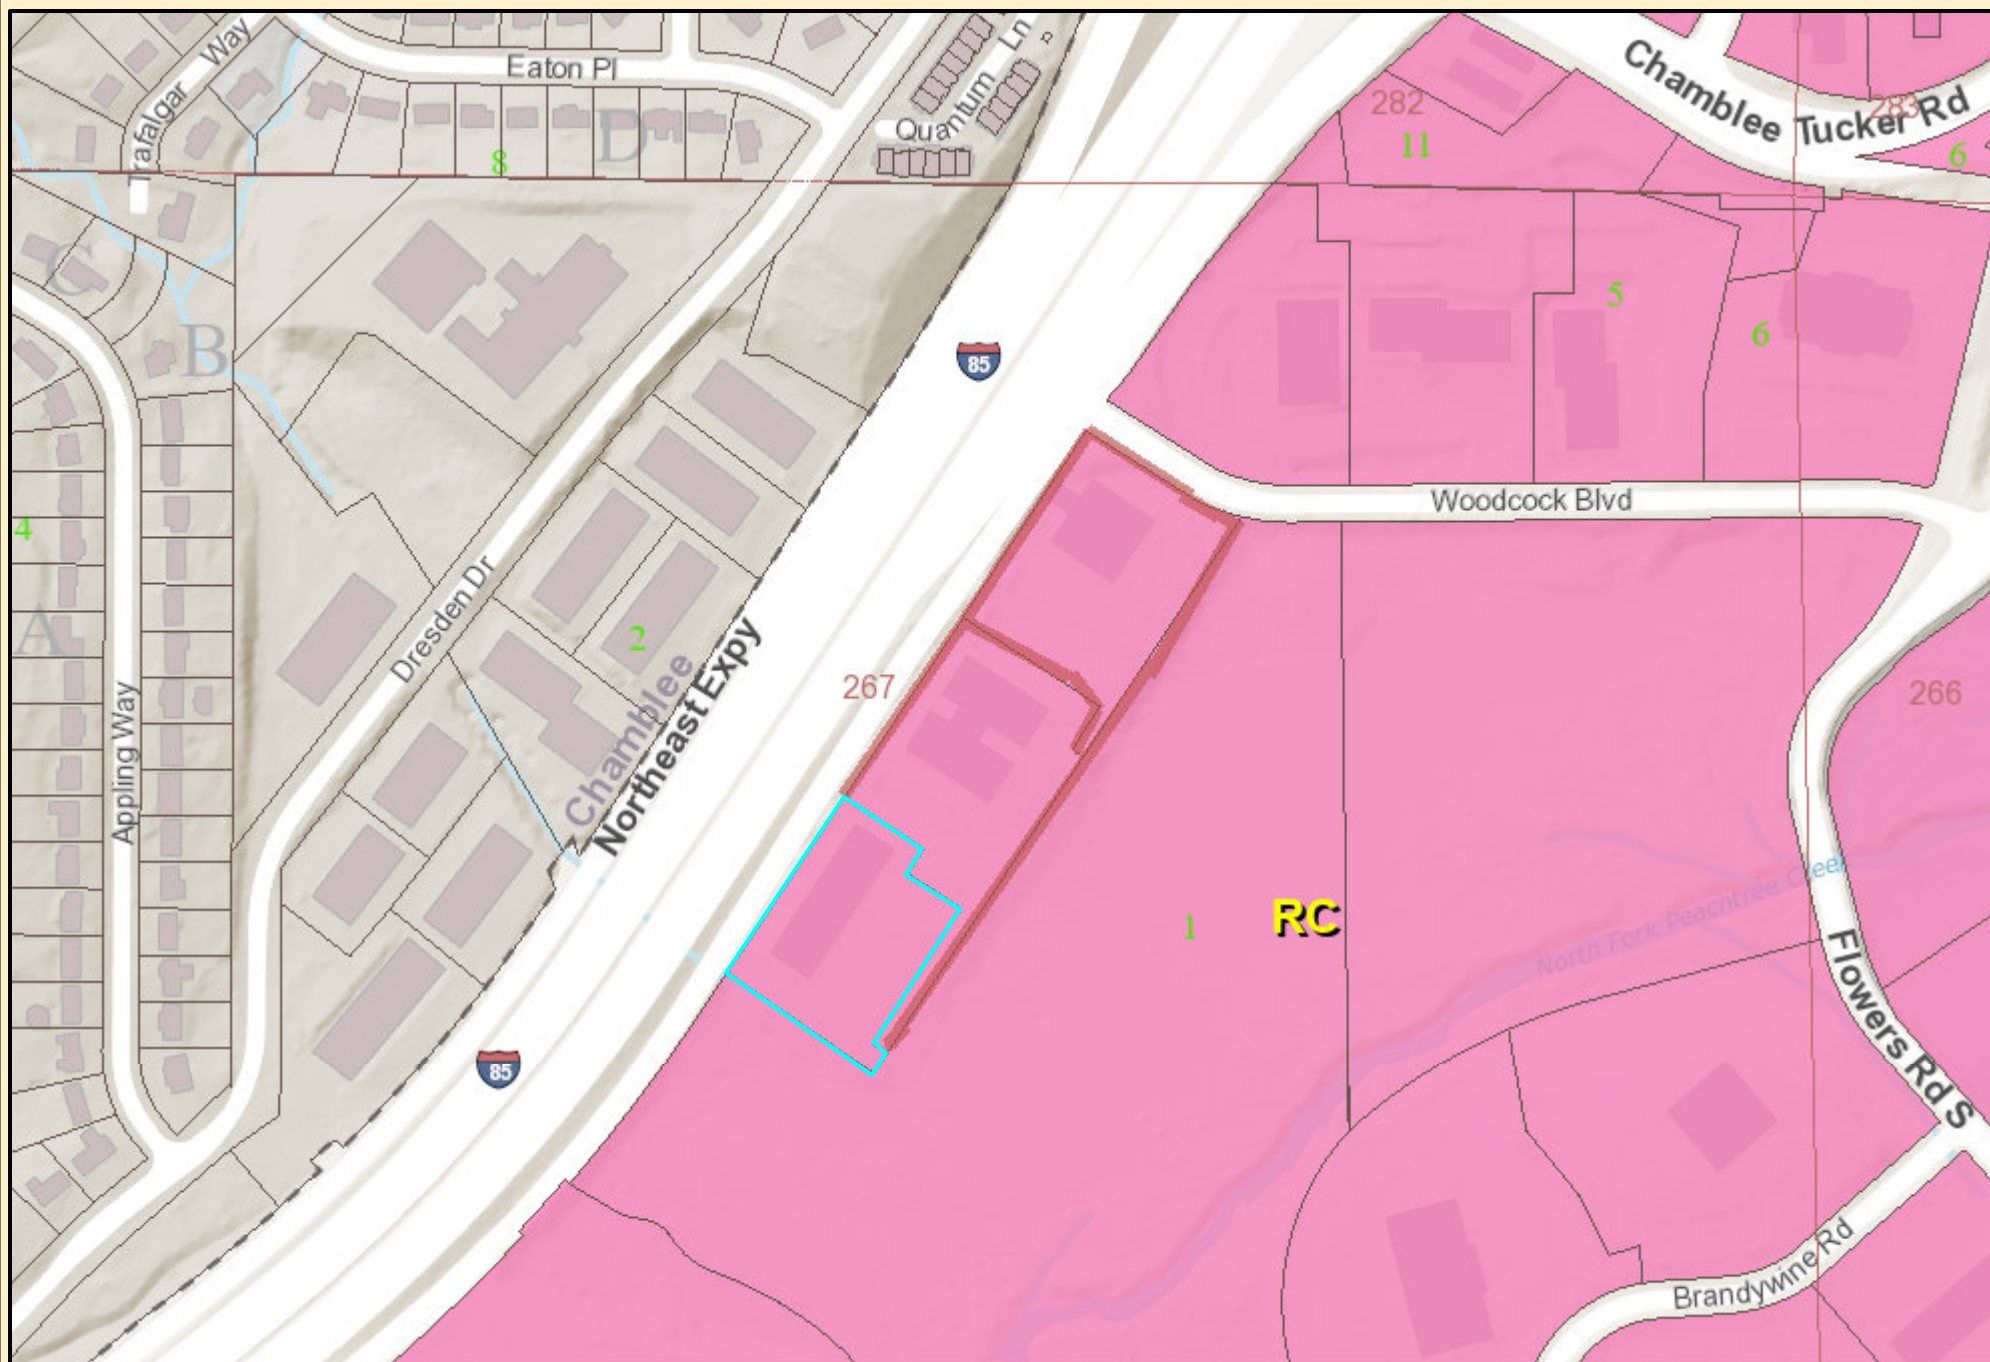 Trafalgar Way
Eaton Pl
Quantum Ln
D
8
282
11
Chamblee Tucker Rd
283
6
C
B
85
5
6
4
Woodcock Blvd
A
Dresden Dr
2
Chamblee
Northeast Expy
267
266
Appling Way
1
RC
North Fork Peachtree Creek
Flowers Rd S
85
Brandywine Rd